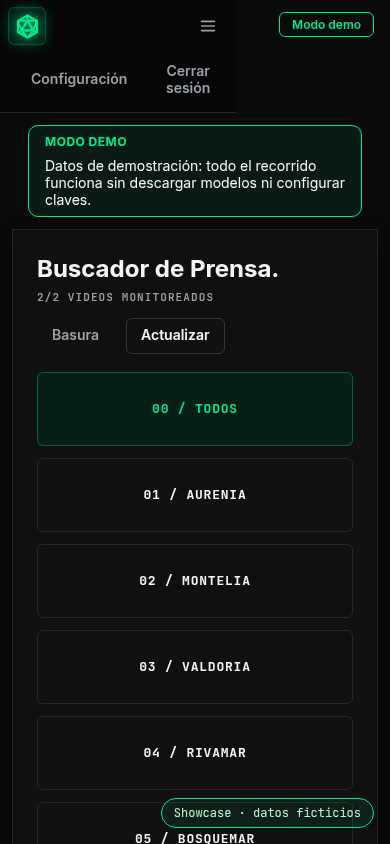 Modo demo
Configuración
Cerrar
sesión
MODO DEMO
Datos de demostración: todo el recorrido
funciona sin descargar modelos ni configurar
claves.
Buscador de Prensa.
2/2 VIDEOS MONITOREADOS
Basura
Actualizar
00 / TODOS
01 / AURENIA
02 / MONTELIA
03 / VALDORIA
04 / RIVAMAR
Showcase · datos ficticios
05 / BOSQUEMAR